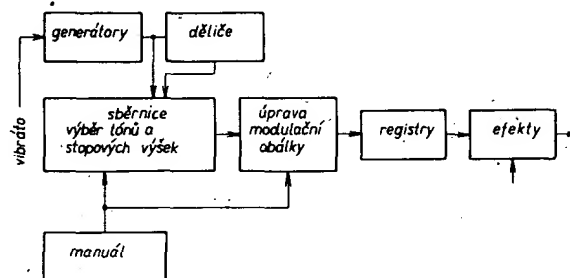 generátory
děliče
vibráto
sběrnice
výběr tónů a
stopových výšek
úprava
modulační
obálky
registry
efekty
manuál